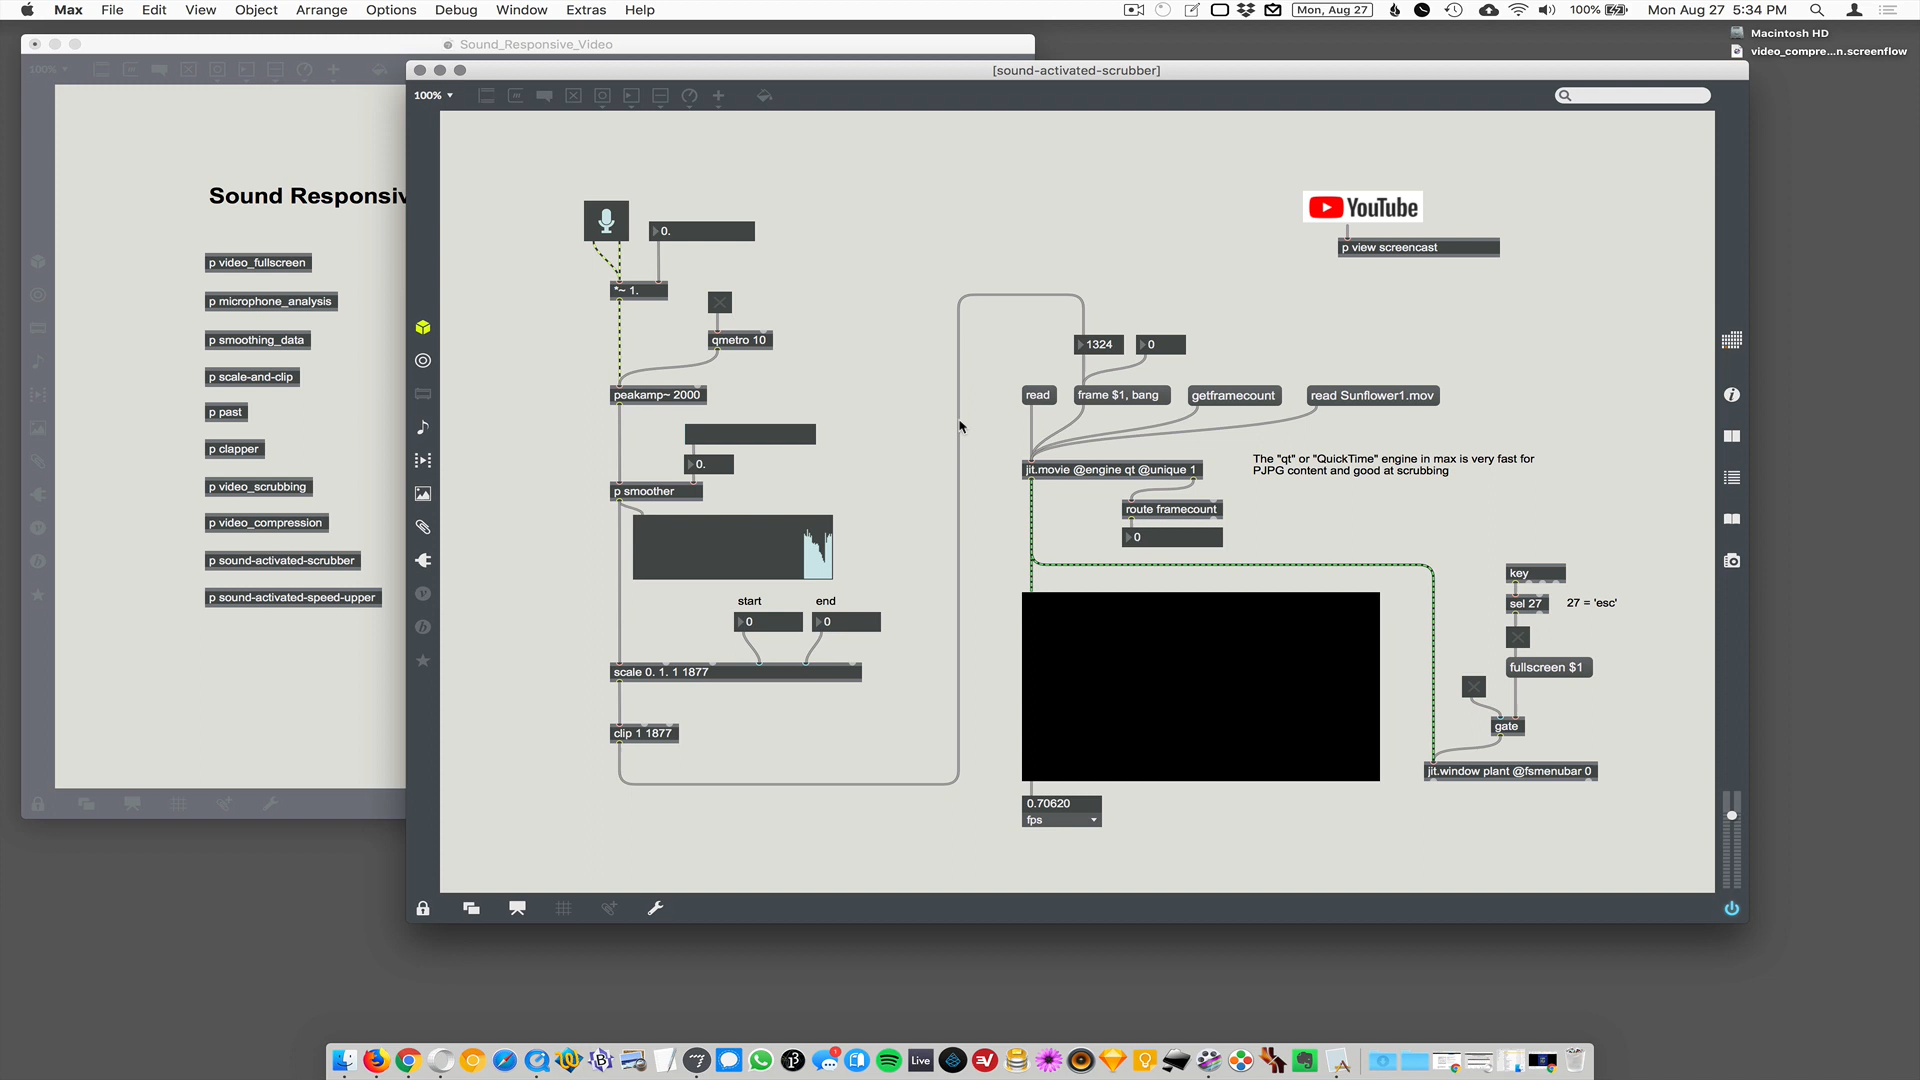 Max File Edit View Object Arrange Options Debug Window Extras Help
Mon, Aug 27 100% Mon Aug 27 5:34 PM
Macintosh HD
video_compre...n.screenflow
Sound_Responsive_Video
100%
[sound-activated-scrubber]
100%
Sound Responsiv
p video_fullscreen
p microphone_analysis
p smoothing_data
p scale-and-clip
p past
p clapper
p video_scrubbing
p video_compression
p sound-activated-scrubber
p sound-activated-speed-upper
0.
*~ 1.
qmetro 10
peakamp~ 2000
0.
p smoother
start end
0 0
scale 0. 1. 1 1877
clip 1 1877
YouTube
p view screencast
1324 0
read frame $1, bang getframecount read Sunflower1.mov
jit.movie @engine qt @unique 1
The "qt" or "QuickTime" engine in max is very fast for
PJPG content and good at scrubbing
route framecount
0
key
sel 27 27 = 'esc'
fullscreen $1
gate
jit.window plant @fsmenubar 0
0.70620
fps
Live